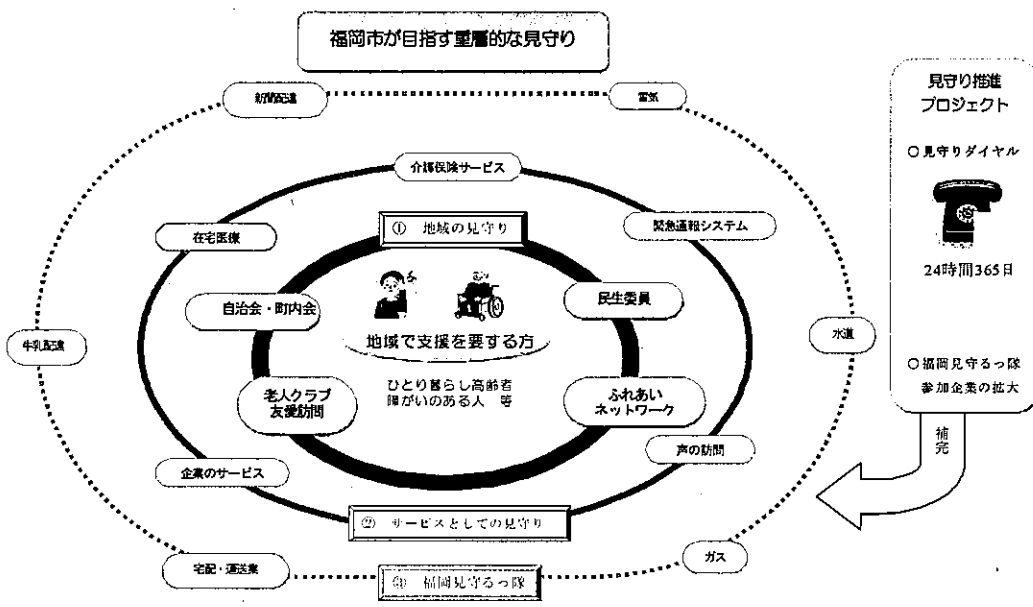 福岡市が目指す重層的な見守り
新聞配達
電気
介護保険サービス
在宅医療
① 地域の見守り
緊急通報システム
自治会・町内会
民生委員
地域で支援を要する方
牛乳配達
水道
ひとり暮らし高齢者
障がいのある人 等
老人クラブ
友愛訪問
ふれあい
ネットワーク
声の訪問
企業のサービス
② サービスとしての見守り
ガス
宅配・運送業
③ 福岡見守るっ隊
見守り推進
プロジェクト
○見守りダイヤル
24時間365日
○福岡見守るっ隊
参加企業の拡大
補完